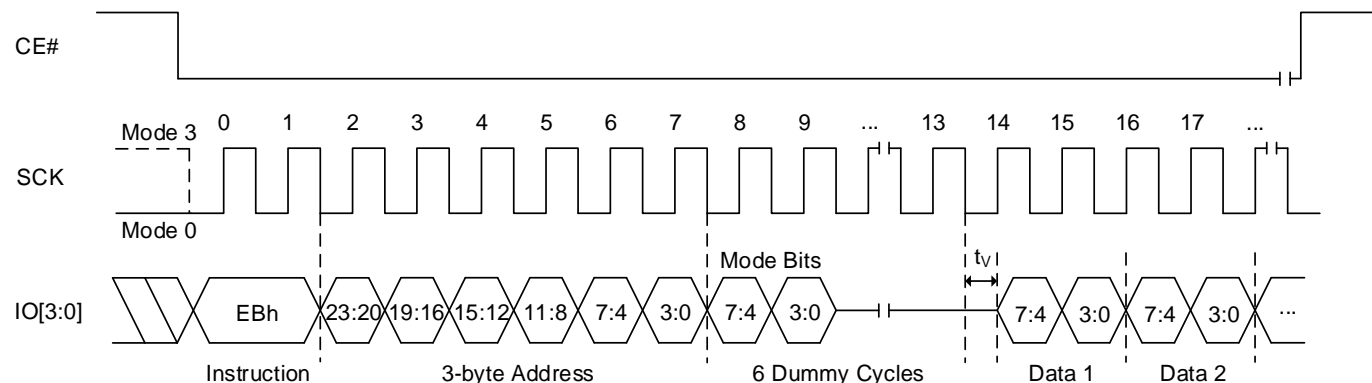 CE#
0 1 2 3 4 5 6 7 8 9 ... 13 14 15 16 17 ...
Mode 3
SCK
Mode 0
Mode Bits
tV
IO[3:0]
EBh 23:20 19:16 15:12 11:8 7:4 3:0 7:4 3:0 7:4 3:0 7:4 3:0 ...
Instruction 3-byte Address 6 Dummy Cycles Data 1 Data 2